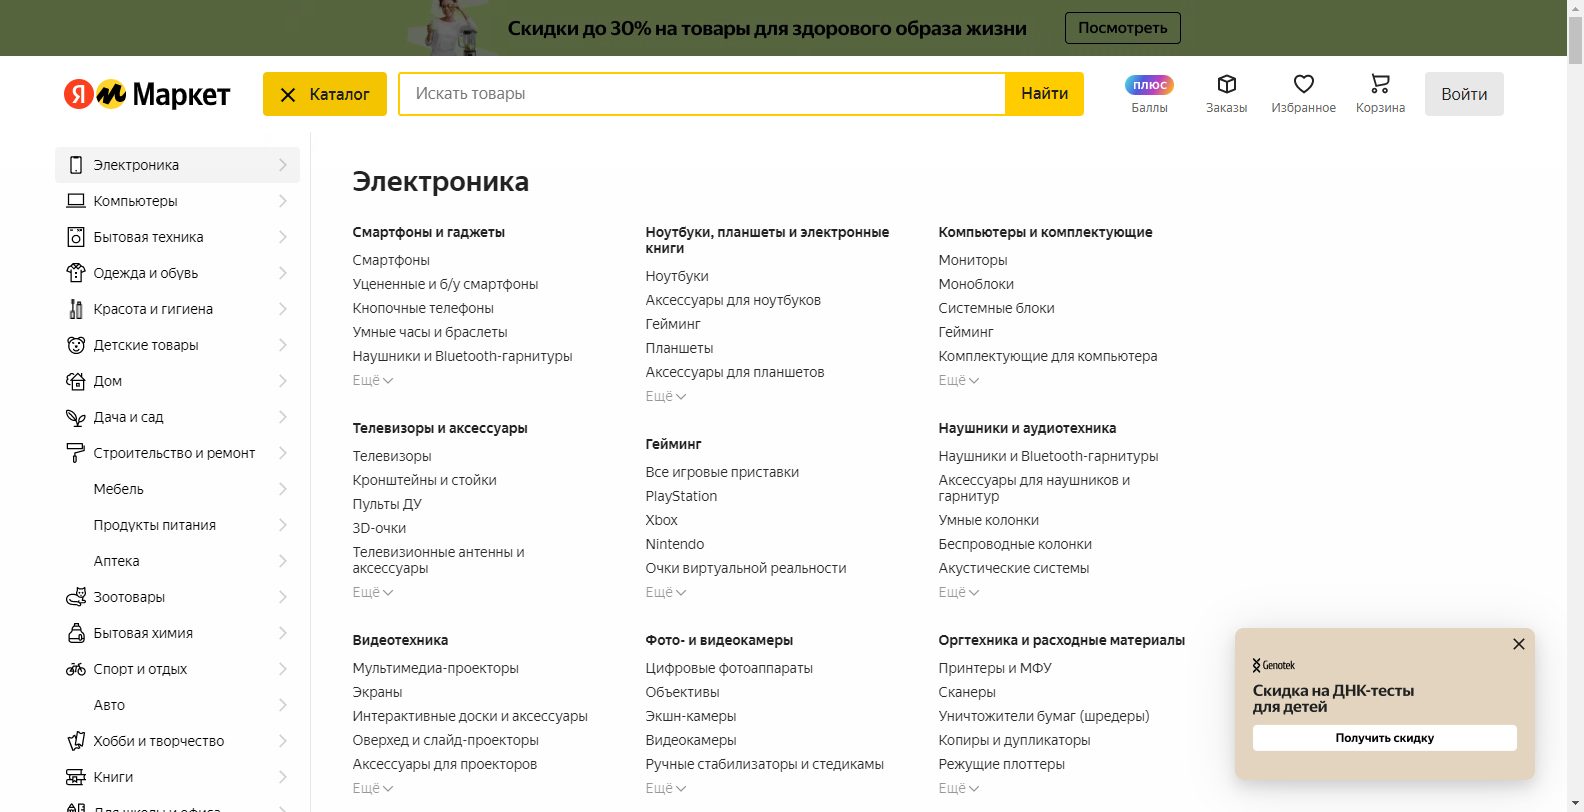 Скидки до 30% на товары для здорового образа жизни
Посмотреть
Я Маркет
Каталог
Искать товары
Найти
плюс
Баллы
Заказы
Избранное
Корзина
Войти
Электроника
Компьютеры
Бытовая техника
Одежда и обувь
Красота и гигиена
Детские товары
Дом
Дача и сад
Строительство и ремонт
Мебель
Продукты питания
Аптека
Зоотовары
Бытовая химия
Спорт и отдых
Авто
Хобби и творчество
Книги
Для школы и офиса
Электроника
Смартфоны и гаджеты
Смартфоны
Уцененные и б/у смартфоны
Кнопочные телефоны
Умные часы и браслеты
Наушники и Bluetooth-гарнитуры
Ещё
Ноутбуки, планшеты и электронные
книги
Ноутбуки
Аксессуары для ноутбуков
Гейминг
Планшеты
Аксессуары для планшетов
Ещё
Компьютеры и комплектующие
Мониторы
Моноблоки
Системные блоки
Гейминг
Комплектующие для компьютера
Ещё
Телевизоры и аксессуары
Телевизоры
Кронштейны и стойки
Пульты ДУ
3D-очки
Телевизионные антенны и
аксессуары
Ещё
Гейминг
Все игровые приставки
PlayStation
Xbox
Nintendo
Очки виртуальной реальности
Ещё
Наушники и аудиотехника
Наушники и Bluetooth-гарнитуры
Аксессуары для наушников и
гарнитур
Умные колонки
Беспроводные колонки
Акустические системы
Ещё
Видеотехника
Мультимедиа-проекторы
Экраны
Интерактивные доски и аксессуары
Оверхед и слайд-проекторы
Аксессуары для проекторов
Ещё
Фото- и видеокамеры
Цифровые фотоаппараты
Объективы
Экшн-камеры
Видеокамеры
Ручные стабилизаторы и стедикамы
Ещё
Оргтехника и расходные материалы
Принтеры и МФУ
Сканеры
Уничтожители бумаг (шредеры)
Копиры и дупликаторы
Режущие плоттеры
Ещё
Genotek
Скидка на ДНК-тесты
для детей
Получить скидку